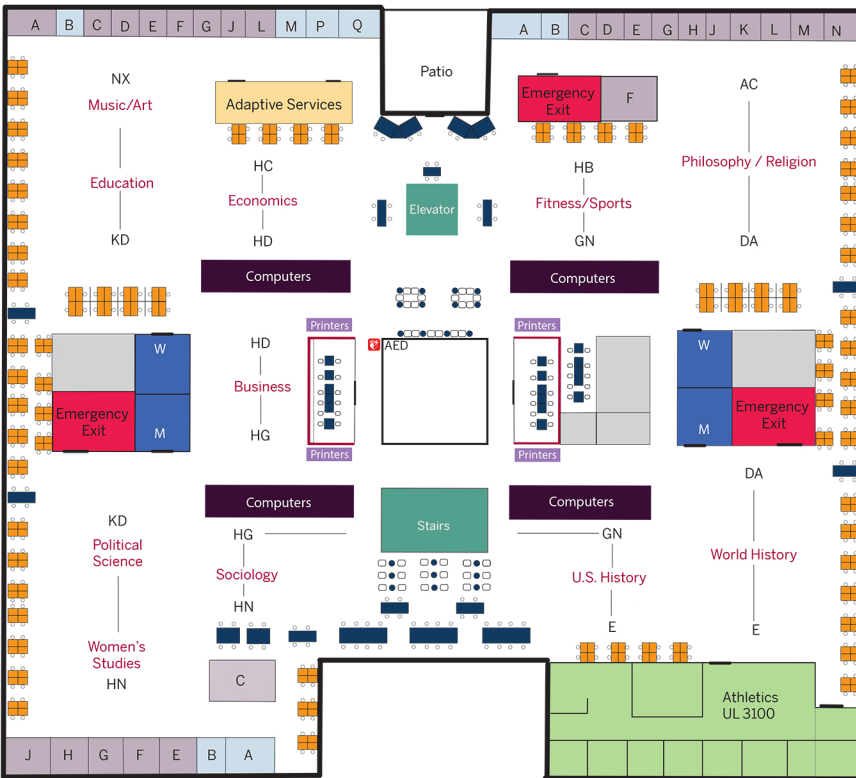 A B C D E F G J L M P Q
A B C D E G H J K L M N
Patio
NX
Music/Art
Education
KD
Adaptive Services
HC
Economics
HD
Elevator
Emergency
Exit
F
HB
Fitness/Sports
GN
AC
Philosophy / Religion
DA
Computers
Computers
Printers
Printers
AED
W
M
Emergency
Exit
HD
Business
HG
Printers
Printers
W
M
Emergency
Exit
Computers
Computers
Stairs
KD
Political
Science
Women's
Studies
HN
HG
Sociology
HN
GN
U.S. History
E
DA
World History
E
C
Athletics
UL 3100
J H G F E B A